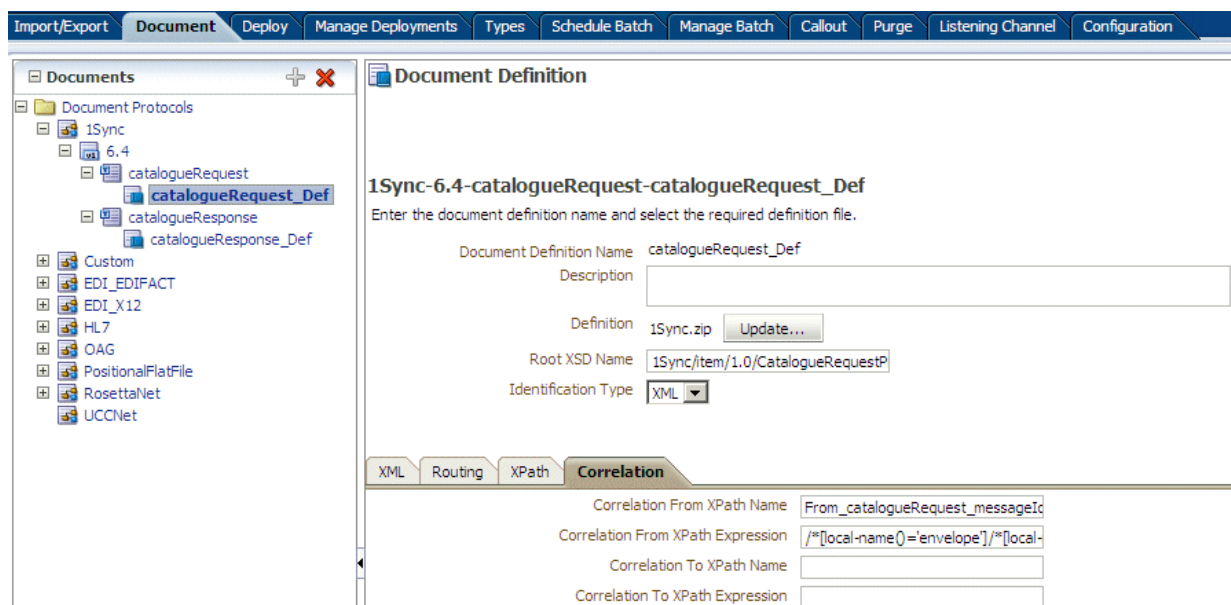 Import/Export Document Deploy Manage Deployments Types Schedule Batch Manage Batch Callout Purge Listening Channel Configuration
Documents
Document Protocols
1Sync
v1 6.4
catalogueRequest
catalogueRequest_Def
catalogueResponse
catalogueResponse_Def
Custom
EDI_EDIFACT
EDI_X12
HL7
OAG
PositionalFlatFile
RosettaNet
UCCNet
Document Definition
1Sync-6.4-catalogueRequest-catalogueRequest_Def
Enter the document definition name and select the required definition file.
Document Definition Name catalogueRequest_Def
Description
Definition 1Sync.zip Update...
Root XSD Name 1Sync/item/1.0/CatalogueRequestP
Identification Type XML
XML Routing XPath Correlation
Correlation From XPath Name From_catalogueRequest_messageId
Correlation From XPath Expression /*[local-name()='envelope']/*[local-
Correlation To XPath Name
Correlation To XPath Expression